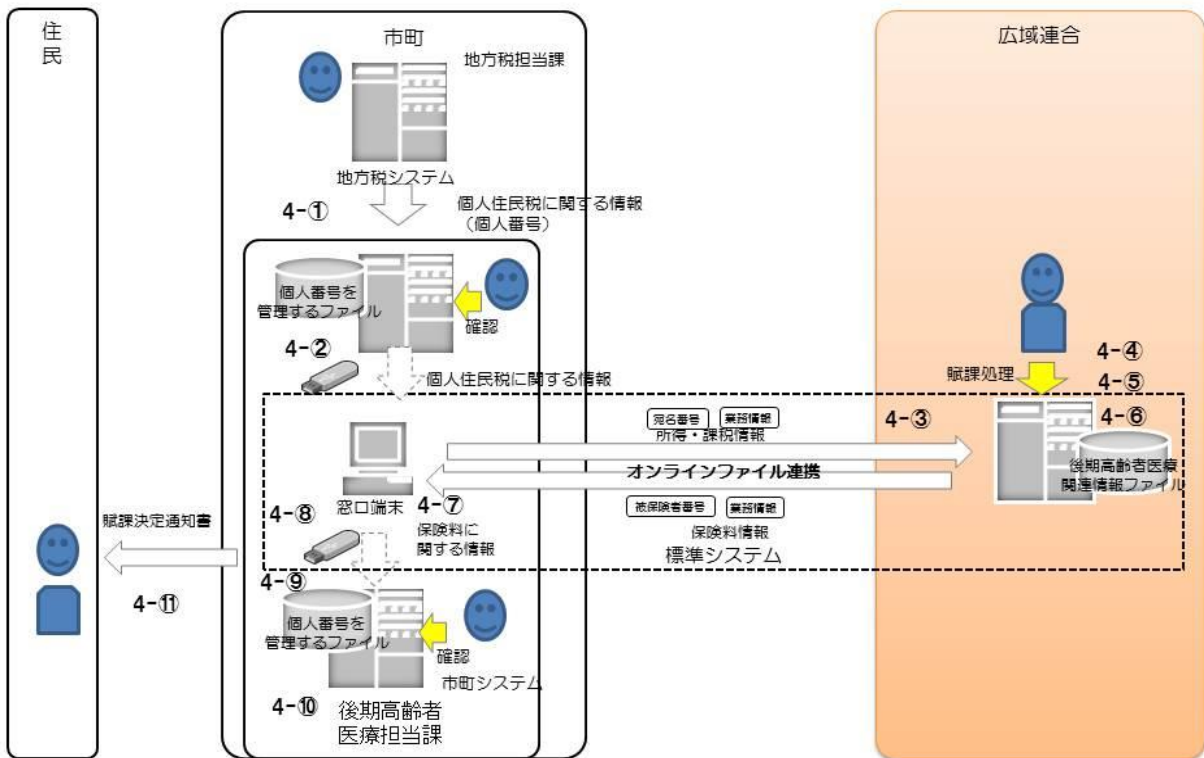 住
民
市町
地方税担当課
地方税システム
4-①
個人住民税に関する情報
（個人番号）
個人番号を
管理するファイル
確認
4-②
個人住民税に関する情報
広域連合
4-④
賦課処理
4-⑤
4-⑥
4-③
宛名番号
業務情報
所得・課税情報
オンラインファイル連携
後期高齢者医療
関連情報ファイル
窓口端末
4-⑦
被保険者番号
業務情報
保険料情報
標準システム
4-⑧
保険料に
関する情報
賦課決定通知書
4-⑪
4-⑨
個人番号を
管理するファイル
確認
市町システム
4-⑩
後期高齢者
医療担当課